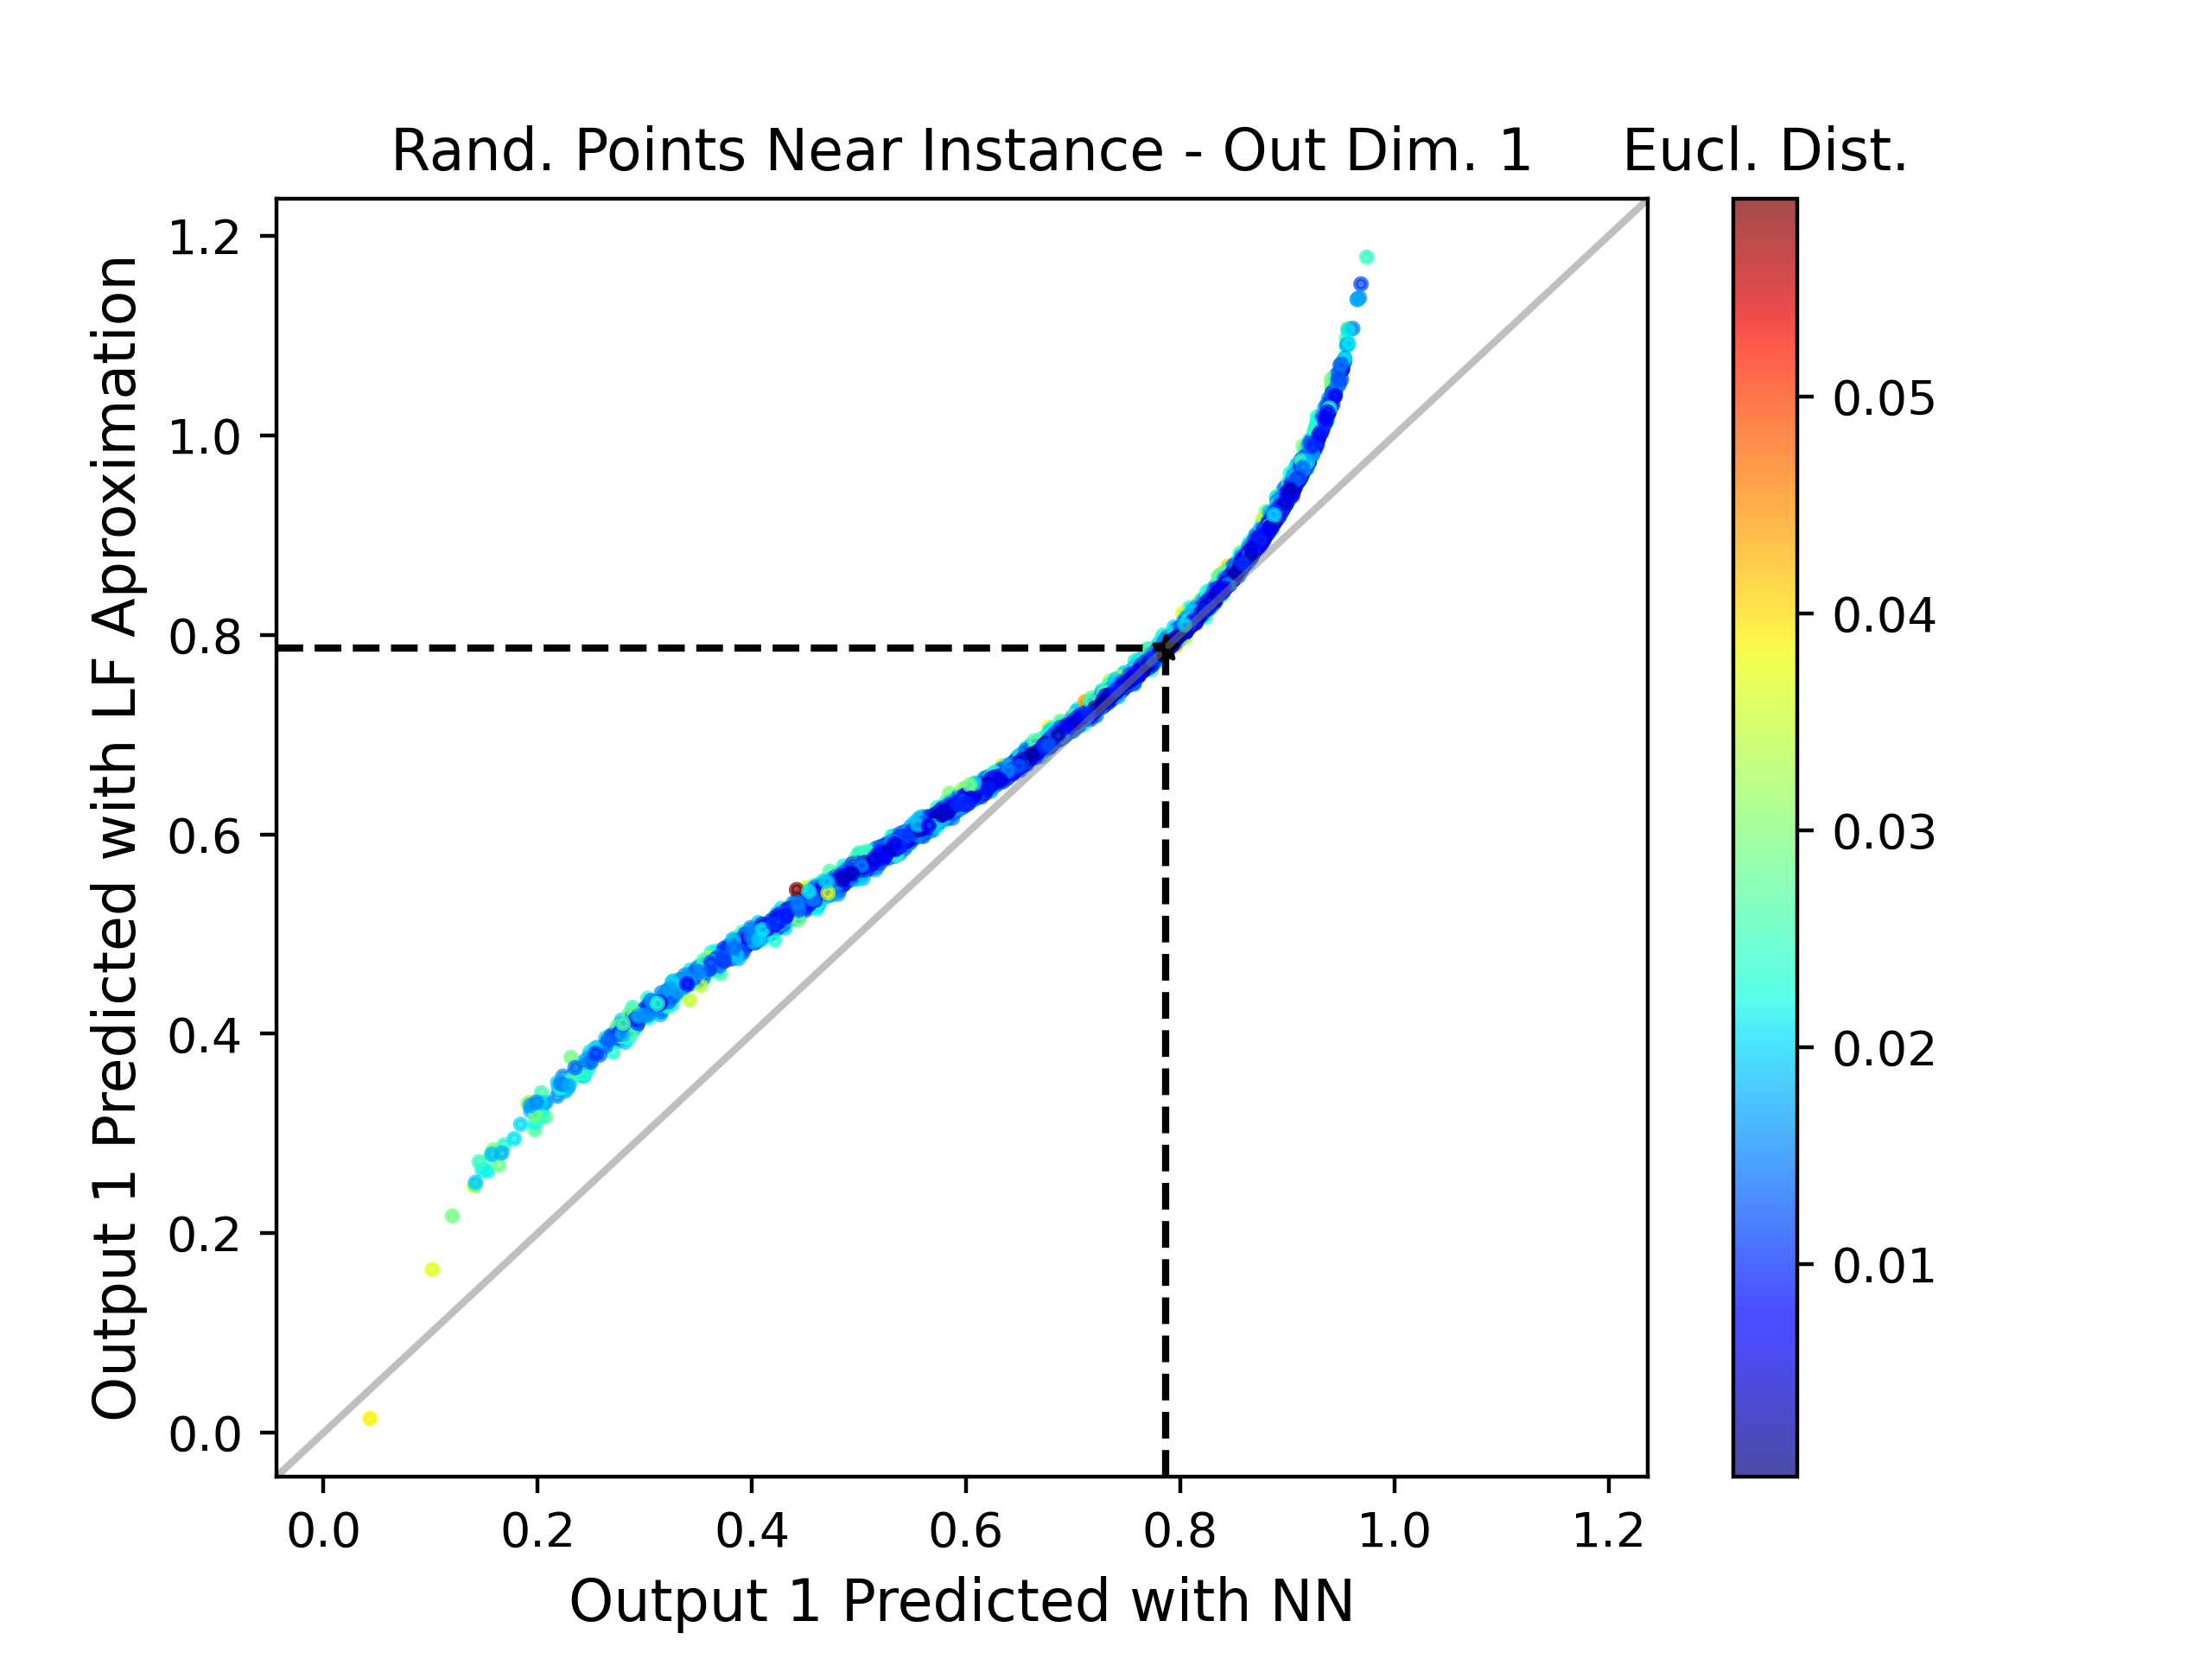 Rand. Points Near Instance - Out Dim. 1
Eucl. Dist.
Output 1 Predicted with LF Aproximation
1.2
1.0
0.8
0.6
0.4
0.2
0.0
0.0 0.2 0.4 0.6 0.8 1.0 1.2
Output 1 Predicted with NN
0.05
0.04
0.03
0.02
0.01